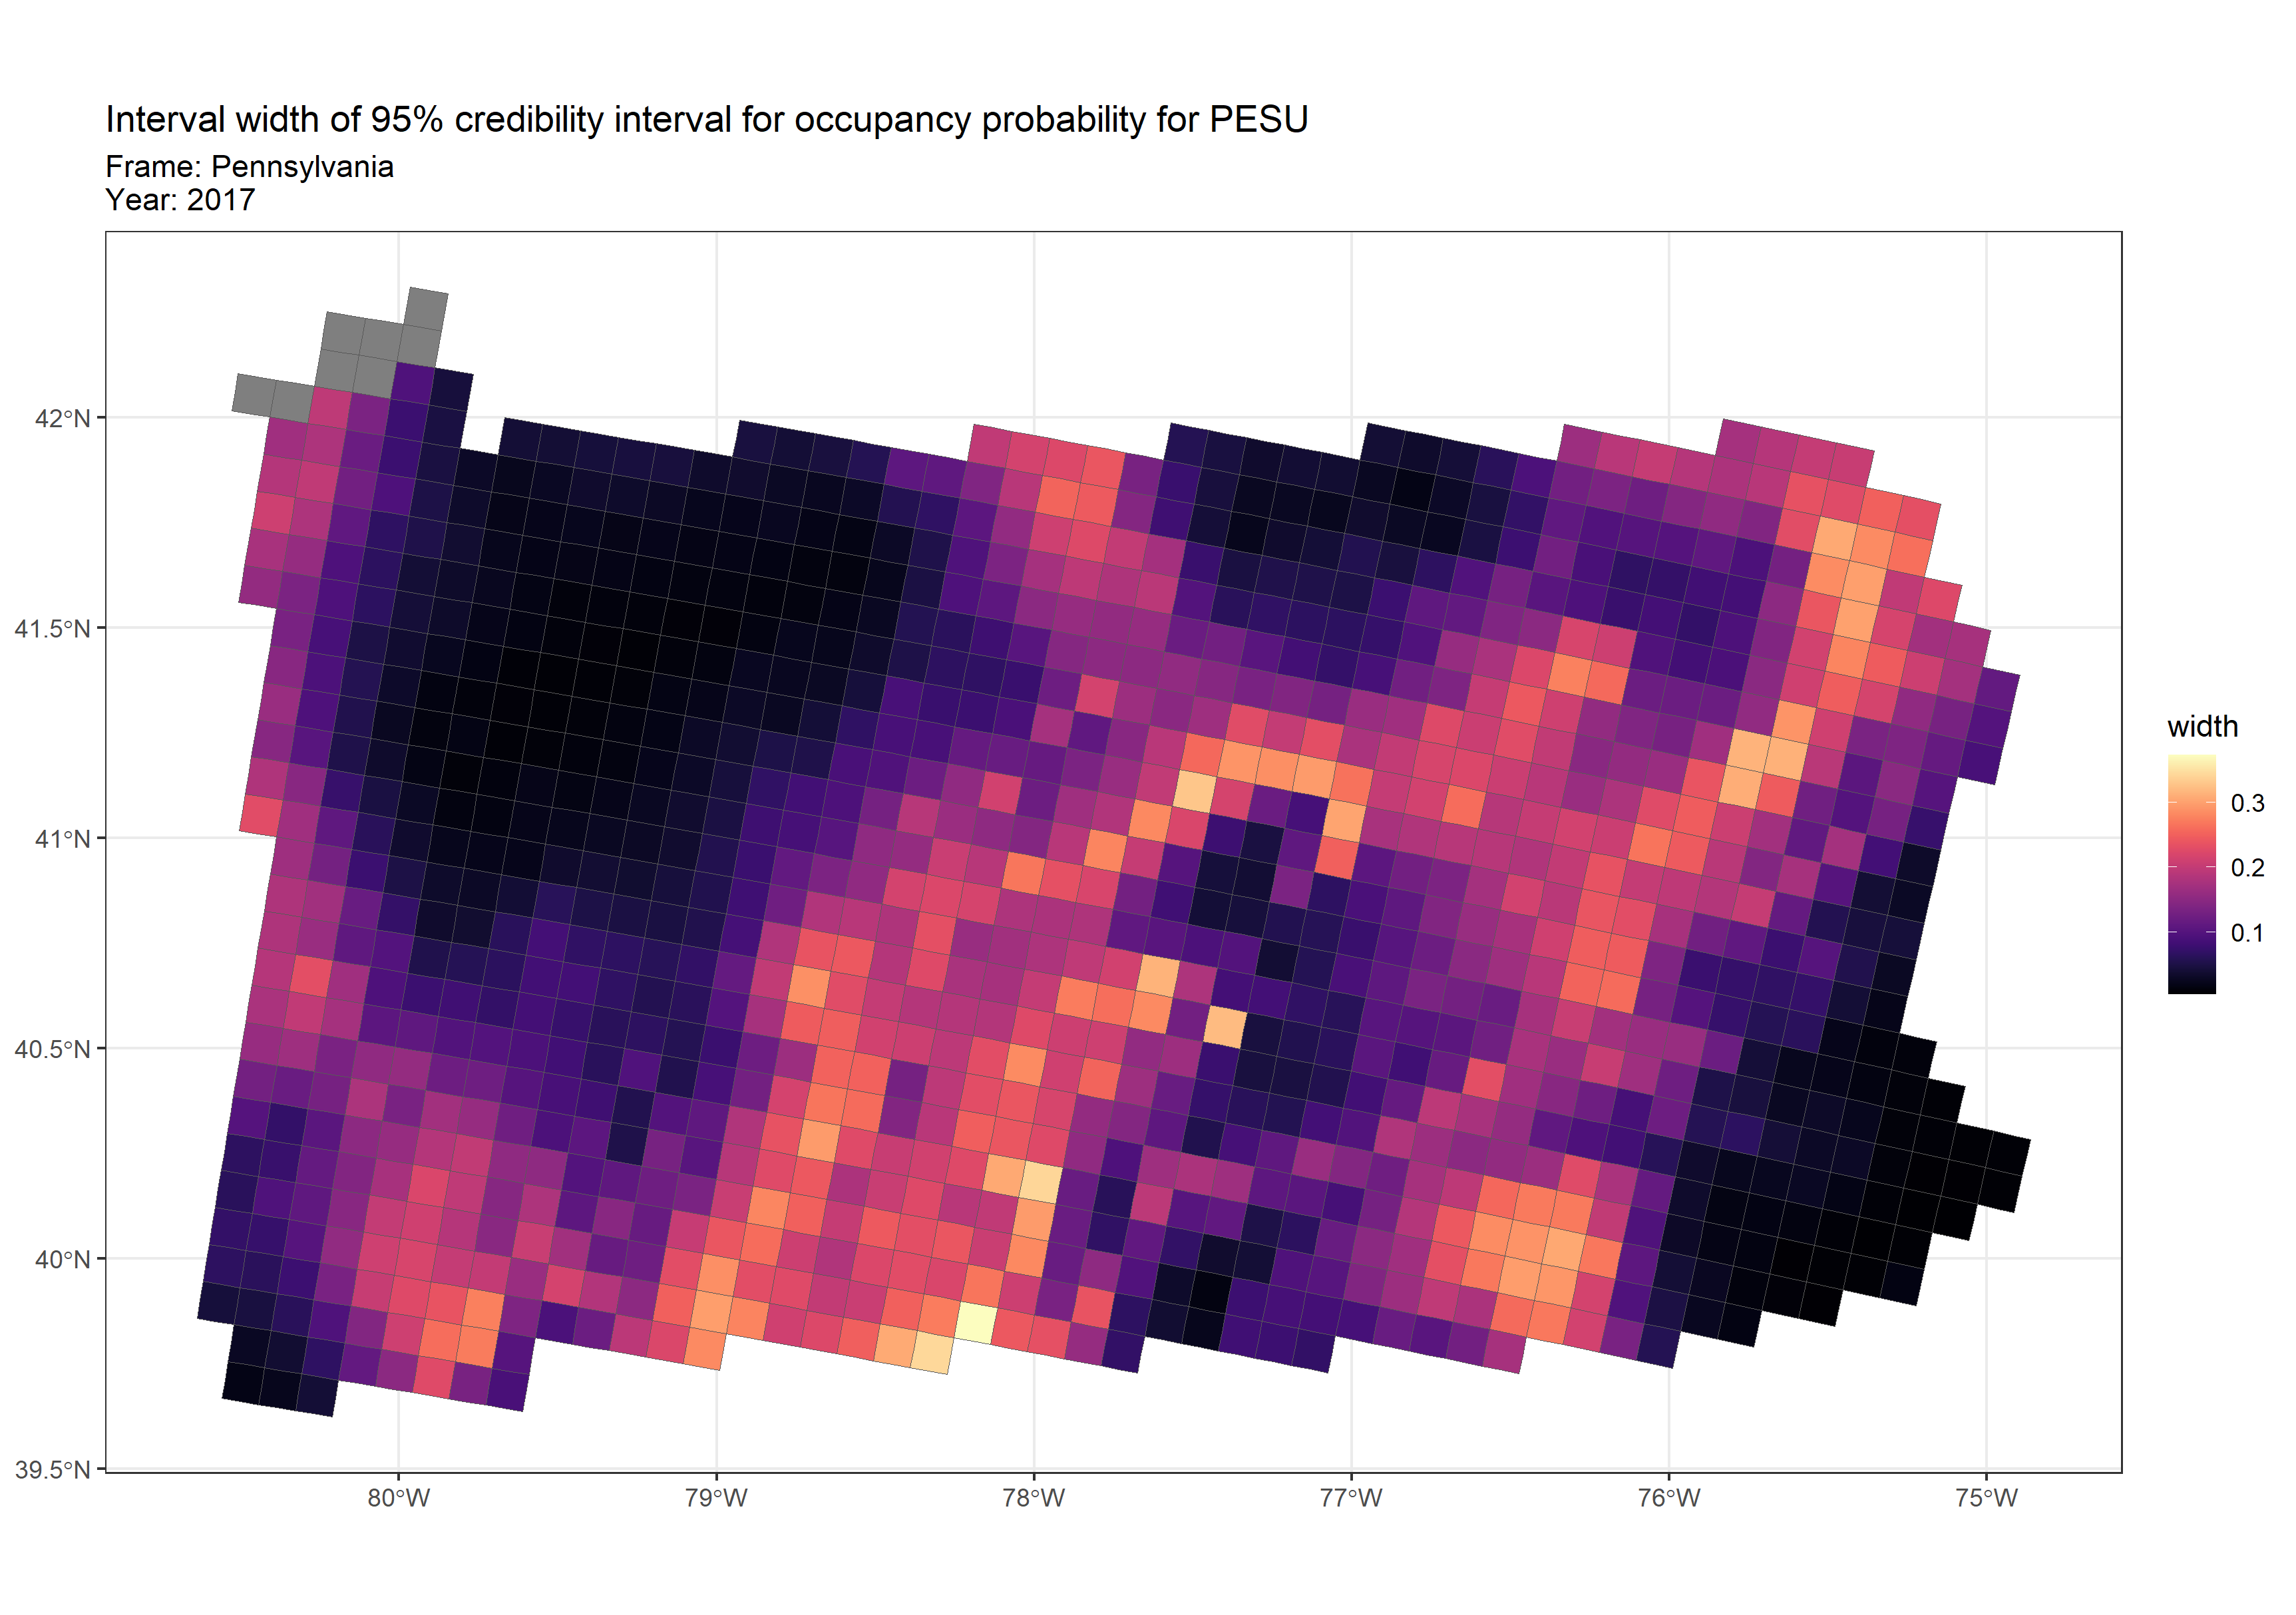 Interval width of 95% credibility interval for occupancy probability for PESU
Frame: Pennsylvania
Year: 2017
42°N
41.5°N
41°N
40.5°N
40°N
39.5°N
80°W
79°W
78°W
77°W
76°W
75°W
width
0.3
0.2
0.1